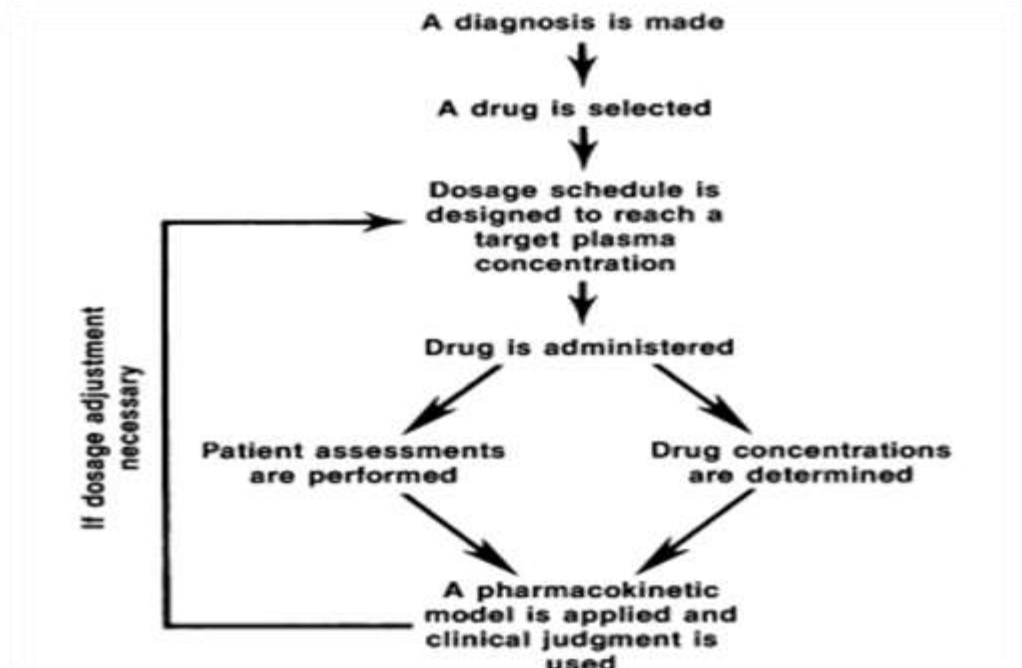 A diagnosis is made
A drug is selected
Dosage schedule is
designed to reach a
target plasma
concentration
Drug is administered
If dosage adjustment
necessary
Patient assessments
are performed
Drug concentrations
are determined
A pharmacokinetic
model is applied and
clinical judgment is
used